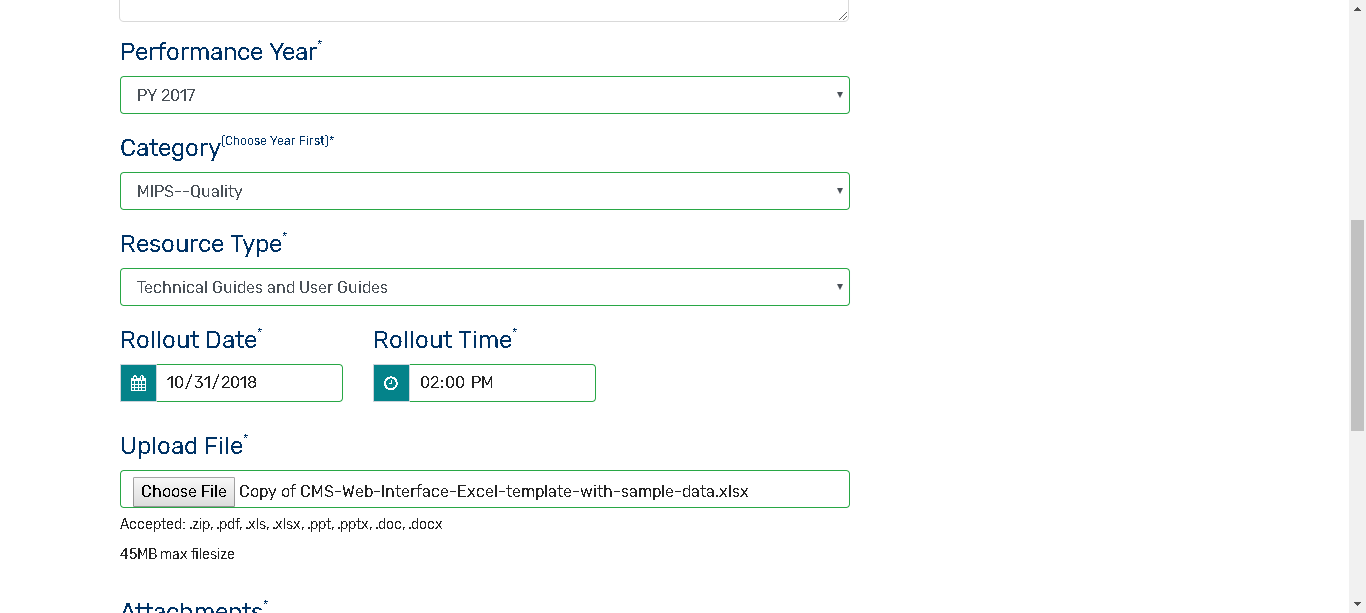 Performance Year*
PY 2017
Category(Choose Year First)*
MIPS--Quality
Resource Type*
Technical Guides and User Guides
Rollout Date* Rollout Time*
10/31/2018 02:00 PM
Upload File*
Choose File Copy of CMS-Web-Interface-Excel-template-with-sample-data.xlsx
Accepted: .zip, .pdf, .xls, .xlsx, .ppt, .pptx, .doc, .docx
45MB max filesize
Attachments*